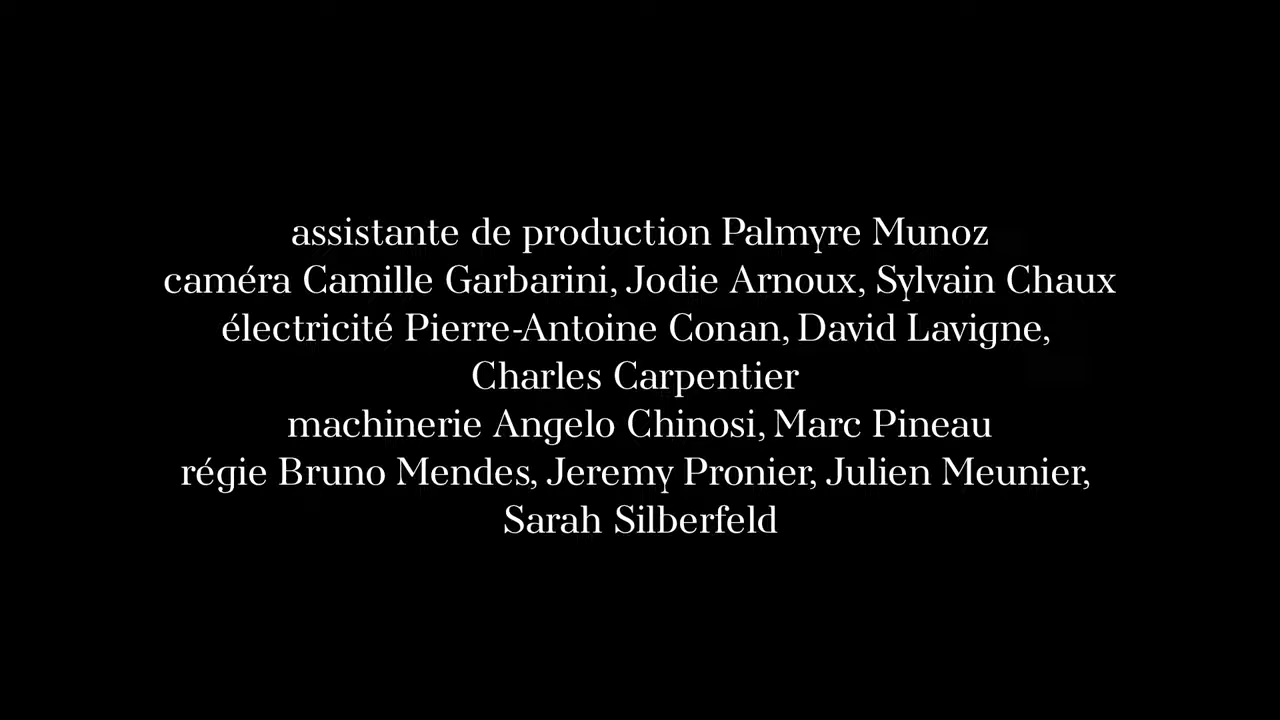 assistante de production Palmyre Munoz
caméra Camille Garbarini, Jodie Arnoux, Sylvain Chaux
électricité Pierre-Antoine Conan, David Lavigne,
Charles Carpentier
machinerie Angelo Chinosi, Marc Pineau
régie Bruno Mendes, Jeremy Pronier, Julien Meunier,
Sarah Silberfeld